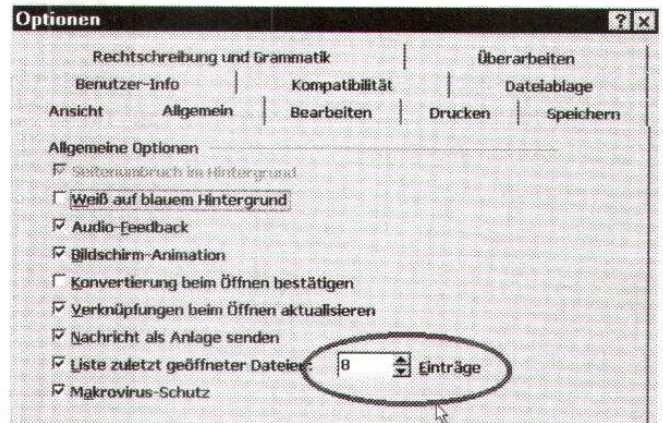 Optionen
Rechtschreibung und Grammatik Überarbeiten
Benutzer-Info Kompatibilität Dateiablage
Ansicht Allgemein Bearbeiten Drucken Speichern
Allgemeine Optionen
Seitenumbruch im Hintergrund
Weiß auf blauem Hintergrund
Audio-Feedback
Bildschirm-Animation
Konvertierung beim Öffnen bestätigen
Verknüpfungen beim Öffnen aktualisieren
Nachricht als Anlage senden
Liste zuletzt geöffneter Dateien: 8 Einträge
Makrovirus-Schutz